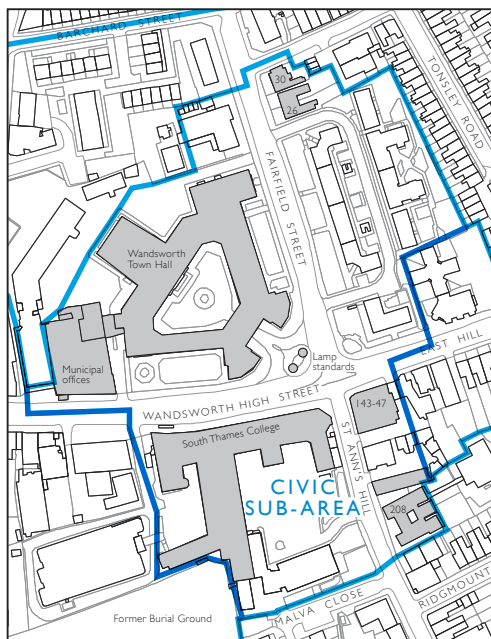 BARCHARD STREET
TONSLEY ROAD
30
26
FAIRFIELD STREET
Wandsworth
Town Hall
Municipal
offices
Lamp
standards
EAST HILL
WANDSWORTH HIGH STREET
143-47
South Thames College
ST ANN'S HILL
CIVIC
SUB-AREA
208
MALVA CLOSE
RIDGMOUNT
Former Burial Ground